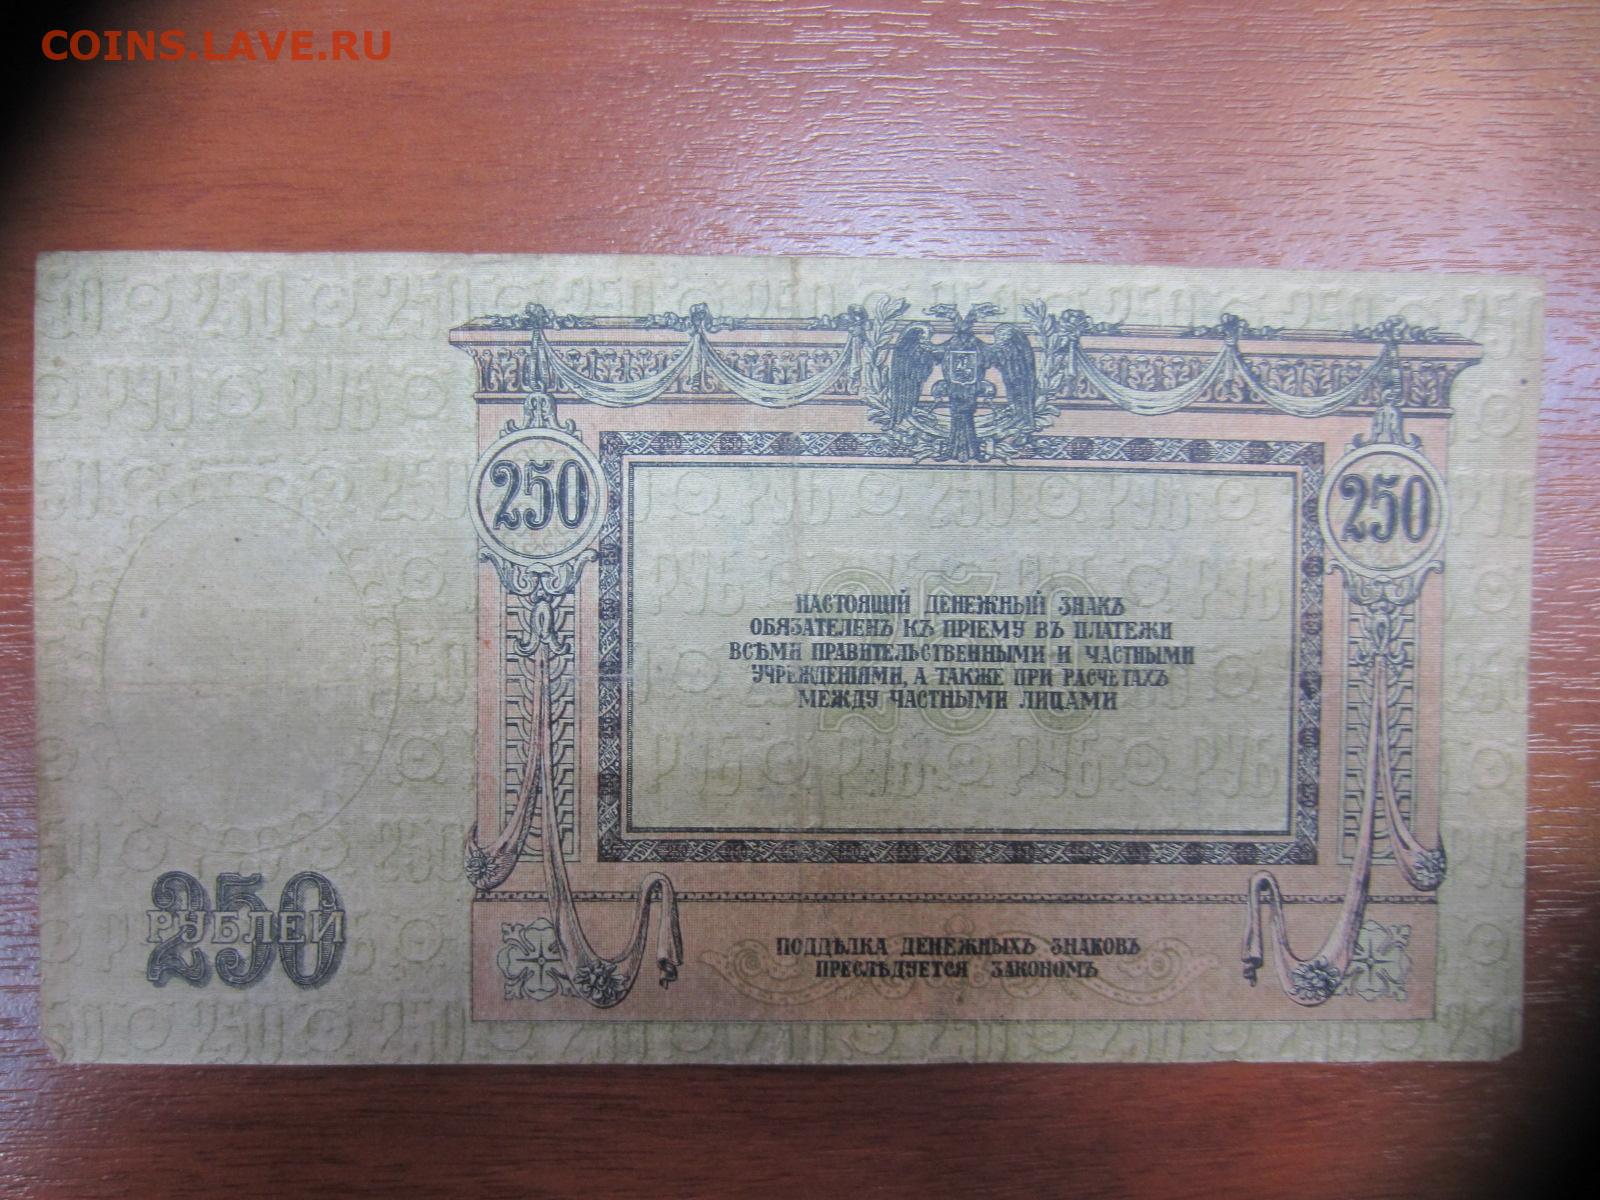 COINS.LAVE.RU
250
250
НАСТОЯЩІЙ ДЕНЕЖНЫЙ ЗНАКЪ
ОБЯЗАТЕЛЕНЪ КЪ ПРІЕМУ ВЪ ПЛАТЕЖИ
ВСѢМИ ПРАВИТЕЛЬСТВЕННЫМИ И ЧАСТНЫМИ
УЧРЕЖДЕНІЯМИ, А ТАКЖЕ ПРИ РАСЧЕТАХЪ
МЕЖДУ ЧАСТНЫМИ ЛИЦАМИ
250
250
РУБЛЕЙ
ПОДДѢЛКА ДЕНЕЖНЫХЪ ЗНАКОВЪ
ПРЕСЛѢДУЕТСЯ ЗАКОНОМЪ